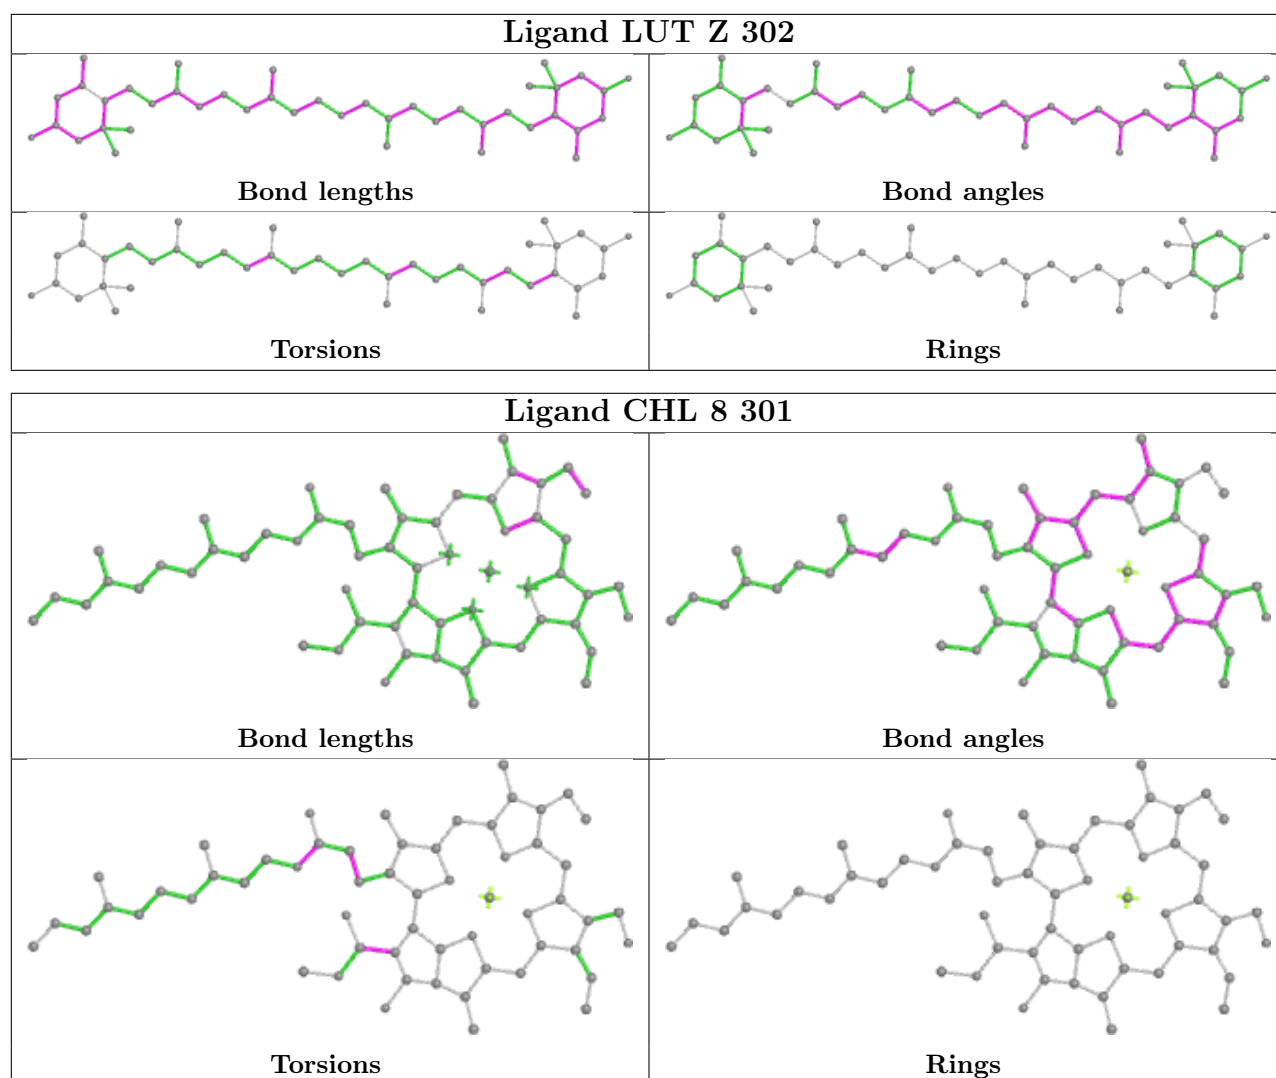 Ligand LUT Z 302
Bond lengths
Bond angles
Torsions
Rings
Ligand CHL 8 301
Bond lengths
Bond angles
Torsions
Rings